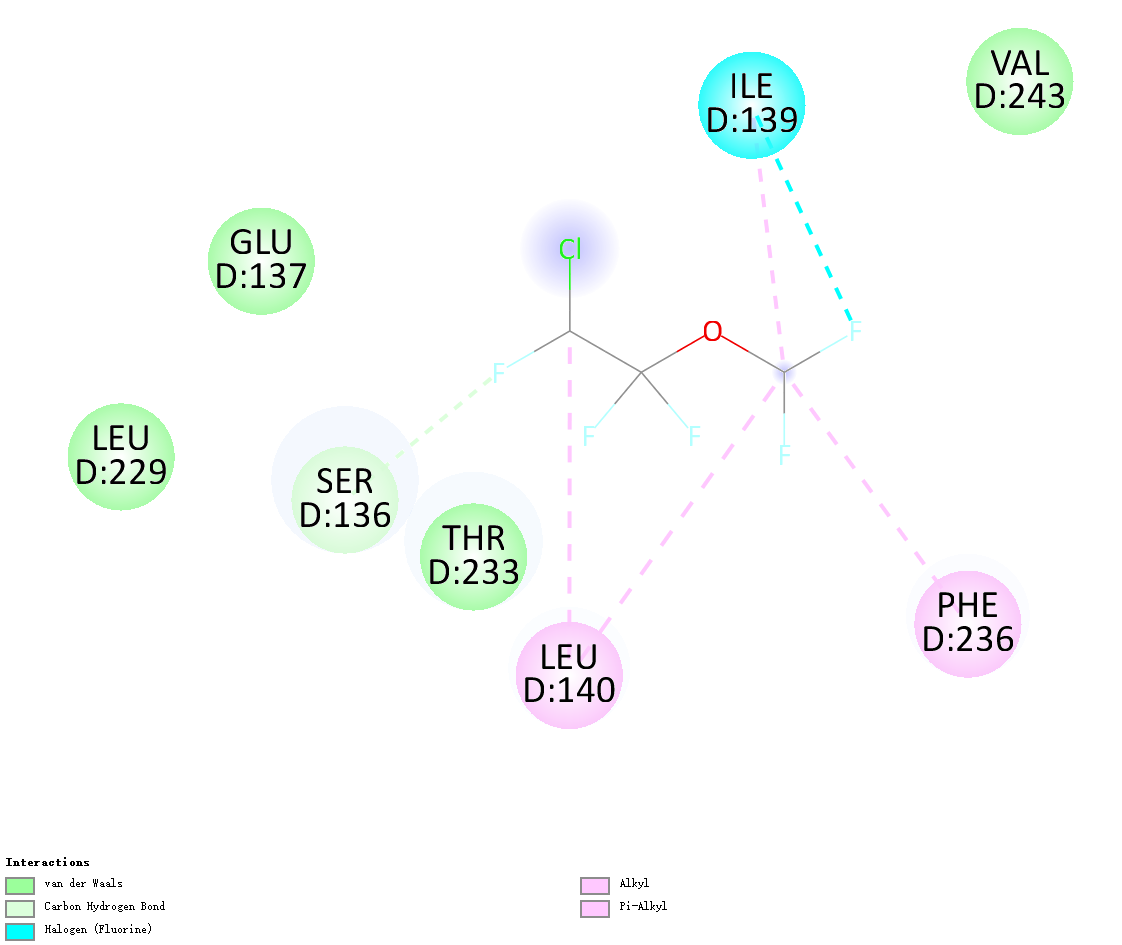 VAL
D:243
ILE
D:139
GLU
D:137
Cl
O
F
F
F
F
F
LEU
D:229
SER
D:136
THR
D:233
PHE
D:236
LEU
D:140
Interactions
van der Waals
Carbon Hydrogen Bond
Halogen (Fluorine)
Alkyl
Pi-Alkyl